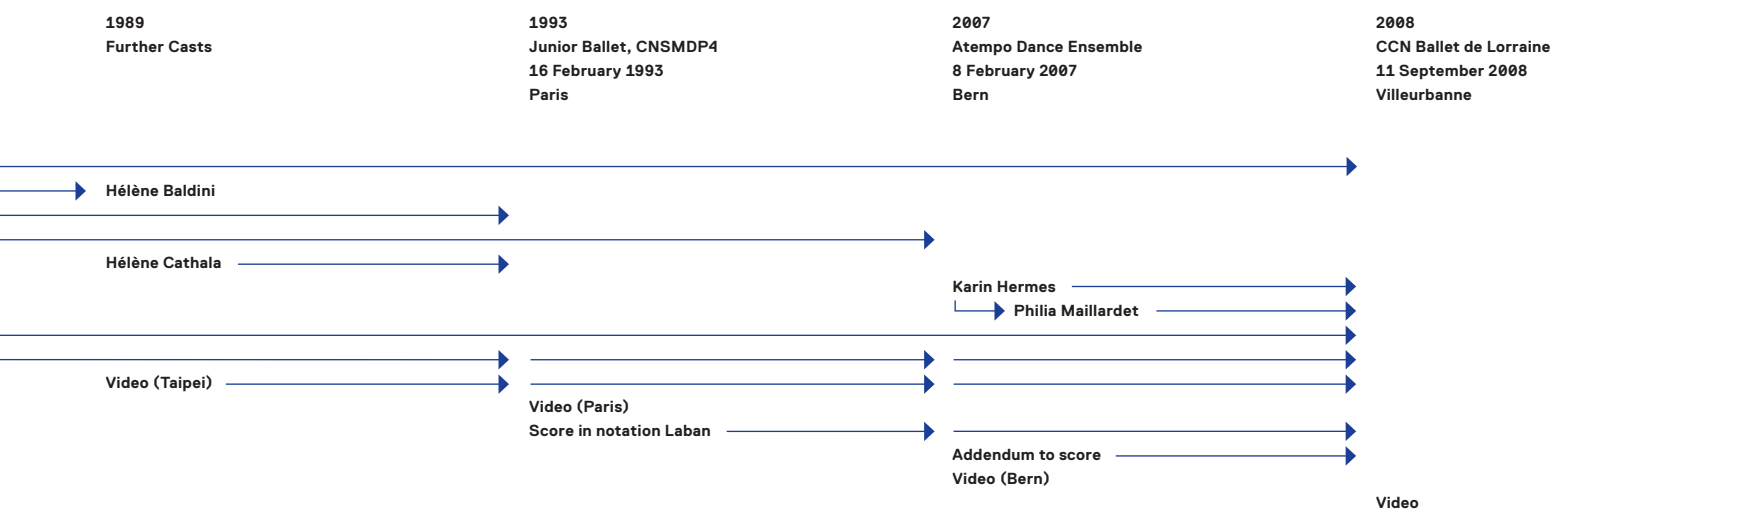 1989
Further Casts
1993
Junior Ballet, CNSMDP4
16 February 1993
Paris
2007
Atempo Dance Ensemble
8 February 2007
Bern
2008
CCN Ballet de Lorraine
11 September 2008
Villeurbanne
Hélène Baldini
Hélène Cathala
Karin Hermes
Philia Maillardet
Video (Taipei)
Video (Paris)
Score in notation Laban
Addendum to score
Video (Bern)
Video